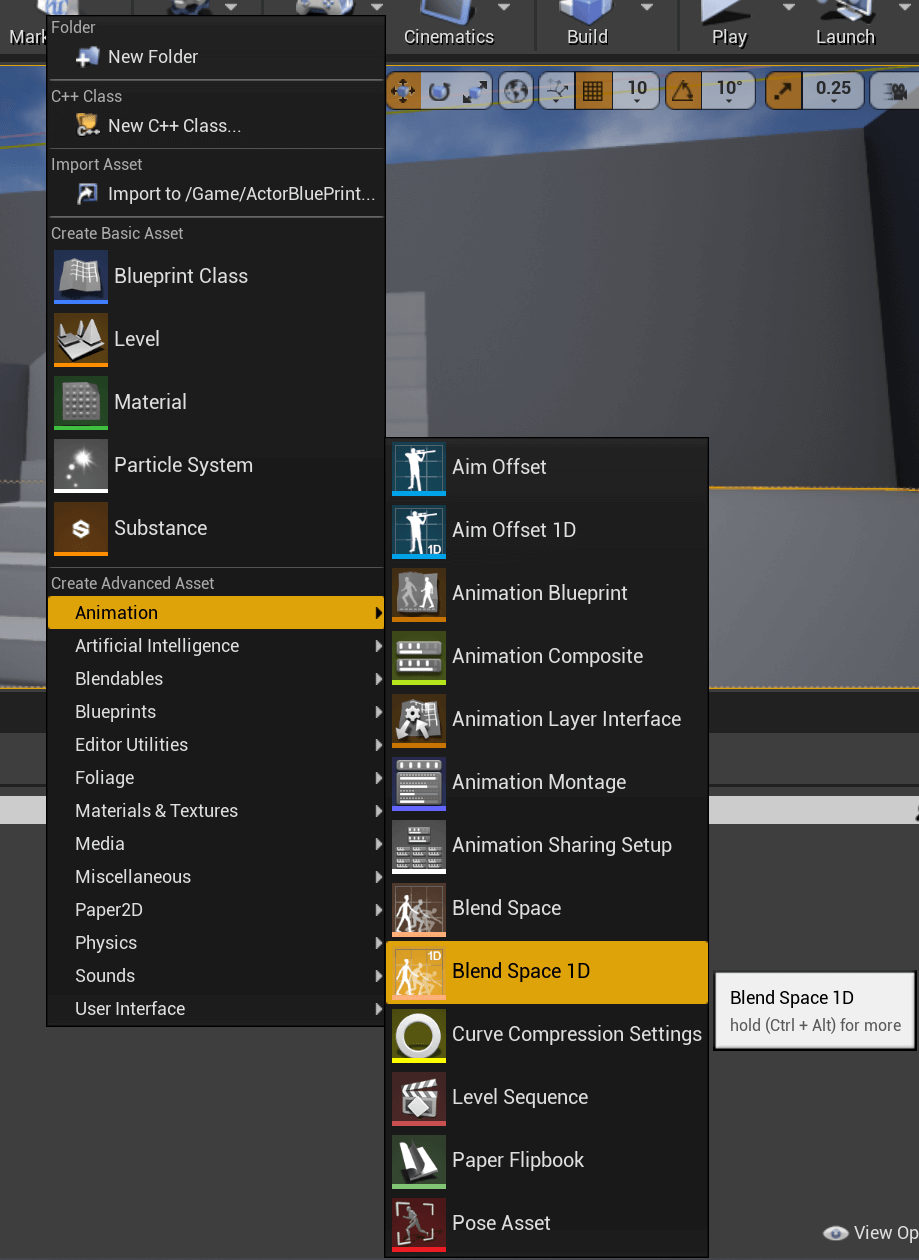 Cinematics
Build
Play
Launch
10
10°
0.25
Folder
New Folder
C++ Class
New C++ Class...
Import Asset
Import to /Game/ActorBluePrint...
Create Basic Asset
Blueprint Class
Level
Material
Particle System
Substance
Create Advanced Asset
Animation
Artificial Intelligence
Blendables
Blueprints
Editor Utilities
Foliage
Materials & Textures
Media
Miscellaneous
Paper2D
Physics
Sounds
User Interface
Aim Offset
1D
Aim Offset 1D
Animation Blueprint
Animation Composite
Animation Layer Interface
Animation Montage
Animation Sharing Setup
Blend Space
1D
Blend Space 1D
Curve Compression Settings
Level Sequence
Paper Flipbook
Pose Asset
Blend Space 1D
hold (Ctrl + Alt) for more
View Op